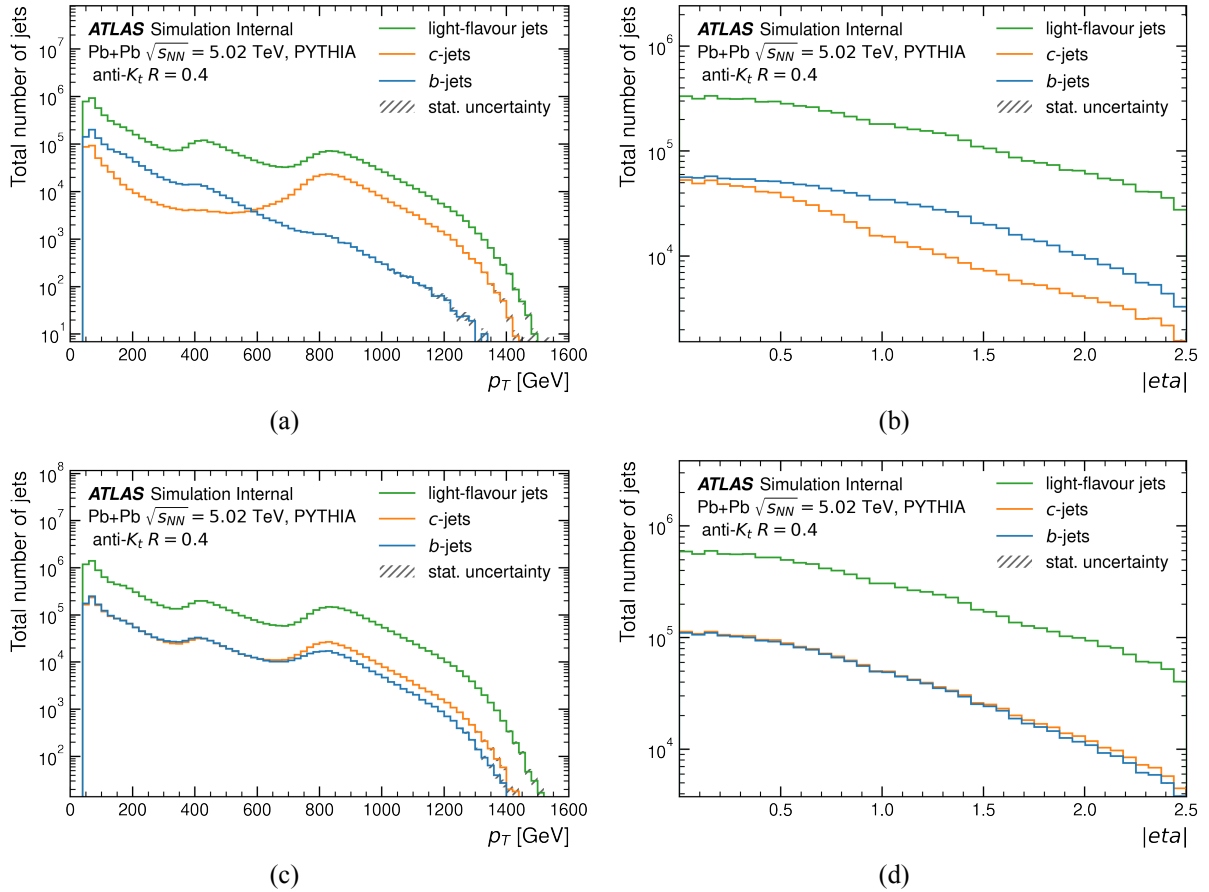 ATLAS Simulation Internal
Pb+Pb √s_NN = 5.02 TeV, PYTHIA
anti-K_t R = 0.4
light-flavour jets
c-jets
b-jets
stat. uncertainty
Total number of jets
10^7
10^6
10^5
10^4
10^3
10^2
10^1
0 200 400 600 800 1000 1200 1400 1600
p_T [GeV]
(a)
ATLAS Simulation Internal
Pb+Pb √s_NN = 5.02 TeV, PYTHIA
anti-K_t R = 0.4
light-flavour jets
c-jets
b-jets
stat. uncertainty
Total number of jets
10^6
10^5
10^4
0.5 1.0 1.5 2.0 2.5
|eta|
(b)
ATLAS Simulation Internal
Pb+Pb √s_NN = 5.02 TeV, PYTHIA
anti-K_t R = 0.4
light-flavour jets
c-jets
b-jets
stat. uncertainty
Total number of jets
10^8
10^7
10^6
10^5
10^4
10^3
10^2
0 200 400 600 800 1000 1200 1400 1600
p_T [GeV]
(c)
ATLAS Simulation Internal
Pb+Pb √s_NN = 5.02 TeV, PYTHIA
anti-K_t R = 0.4
light-flavour jets
c-jets
b-jets
stat. uncertainty
Total number of jets
10^6
10^5
10^4
0.5 1.0 1.5 2.0 2.5
|eta|
(d)